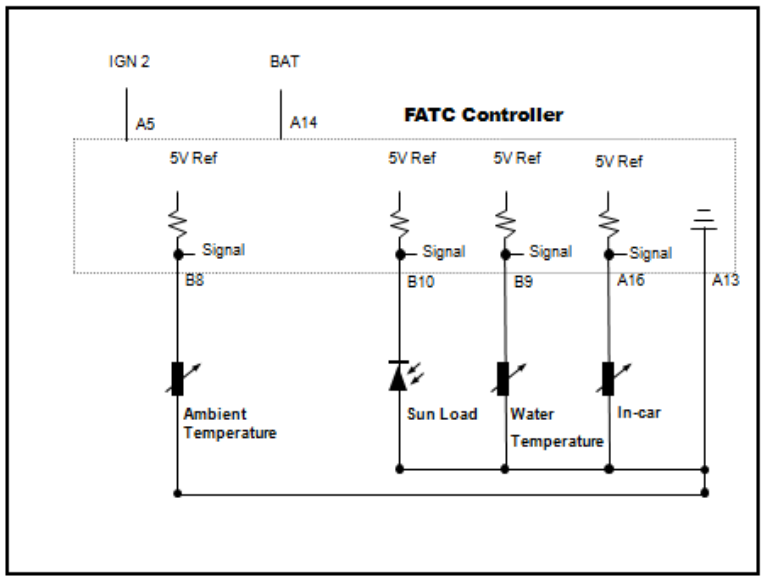 IGN 2
BAT
A5
A14
FATC Controller
5V Ref
5V Ref
5V Ref
5V Ref
Signal
Signal
Signal
Signal
B8
B10
B9
A16
A13
Ambient
Temperature
Sun Load
Water
Temperature
In-car